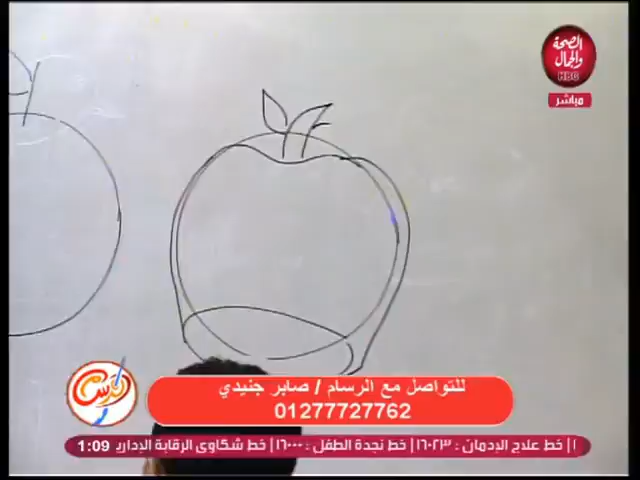 الصحة
والجمال
HBC
مباشر
للتواصل مع الرسام / صابر جنيدي
01277727762
| خط علاج الإدمان : ١٦٠٢٣ | خط نجدة الطفل : ١٦٠٠٠ | خط شكاوى الرقابة الإدارية
1:09